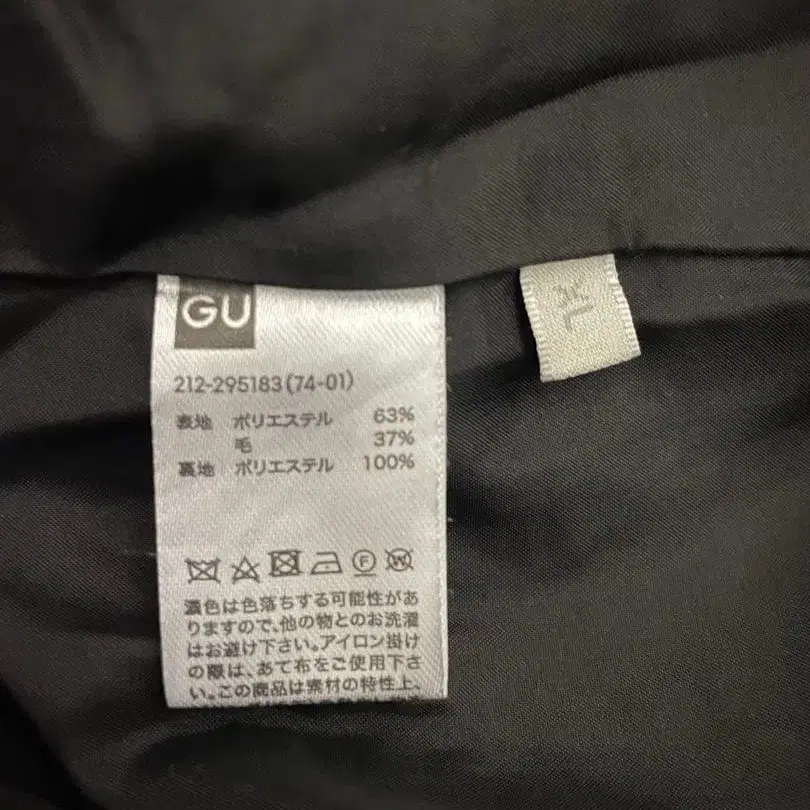 GU
XL
212-295183(74-01)
表地 ポリエステル 63%
毛 37%
裏地 ポリエステル 100%
F W
濃色は色落ちする可能性があ
りますので、他の物とのお洗濯
はお避け下さい。アイロン掛け
の際は、あて布をご使用下さ
い。この商品は素材の特性上、